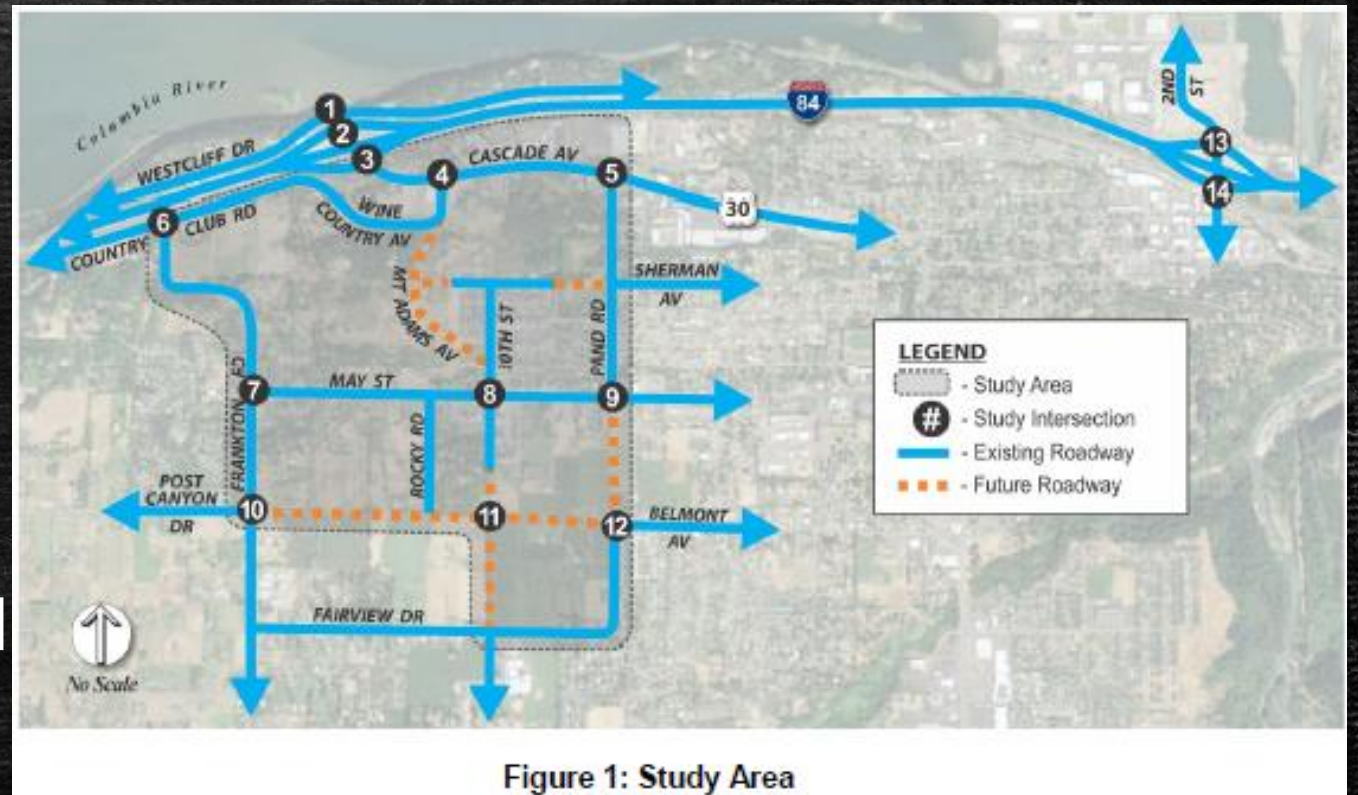 Columbia River
1
2
3
4
5
6
7
8
9
10
11
12
13
14
WESTCLIFF DR
COUNTRY CLUB RD
WINE
COUNTRY AV
CASCADE AV
84
30
2ND
ST
MT ADAMS AV
SHERMAN
AV
30TH ST
RAND RD
MAY ST
FRANKTON RD
ROCKY RD
POST
CANYON
DR
BELMONT
AV
FAIRVIEW DR
No Scale
LEGEND
- Study Area
# - Study Intersection
- Existing Roadway
- Future Roadway
Figure 1: Study Area